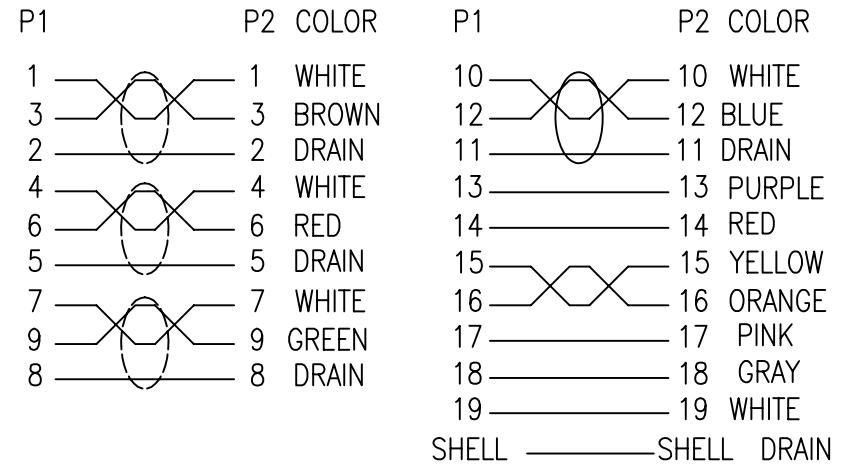 P1 P2 COLOR
1 1 WHITE
3 3 BROWN
2 2 DRAIN
4 4 WHITE
6 6 RED
5 5 DRAIN
7 7 WHITE
9 9 GREEN
8 8 DRAIN
P1 P2 COLOR
10 10 WHITE
12 12 BLUE
11 11 DRAIN
13 13 PURPLE
14 14 RED
15 15 YELLOW
16 16 ORANGE
17 17 PINK
18 18 GRAY
19 19 WHITE
SHELL SHELL DRAIN